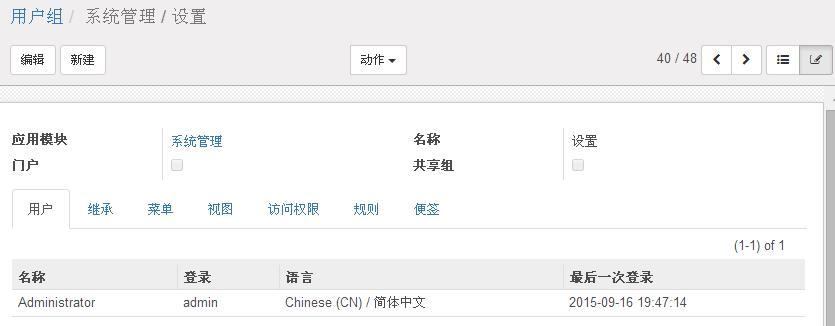 用户组 / 系统管理 / 设置
编辑 新建 动作 40 / 48
应用模块 系统管理 名称 设置
门户 共享组
用户 继承 菜单 视图 访问权限 规则 便签
(1-1) of 1
名称 登录 语言 最后一次登录
Administrator admin Chinese (CN) / 简体中文 2015-09-16 19:47:14